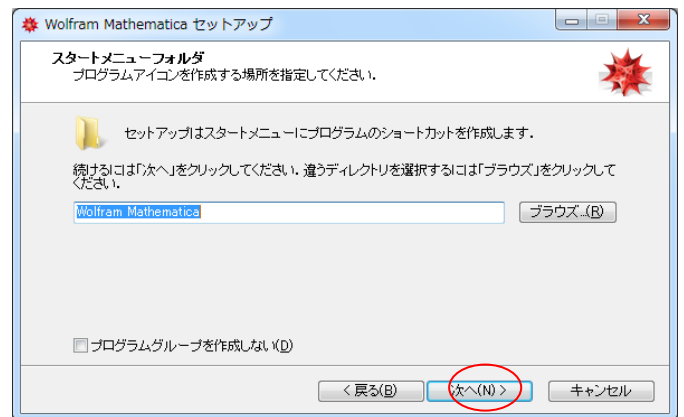 Wolfram Mathematica セットアップ
スタートメニューフォルダ
プログラムアイコンを作成する場所を指定してください.
セットアップはスタートメニューにプログラムのショートカットを作成します.
続けるには「次へ」をクリックしてください. 違うディレクトリを選択するには「ブラウズ」をクリックして
ください.
Wolfram Mathematica
ブラウズ...(R)
プログラムグループを作成しない(D)
< 戻る(B)
次へ(N) >
キャンセル